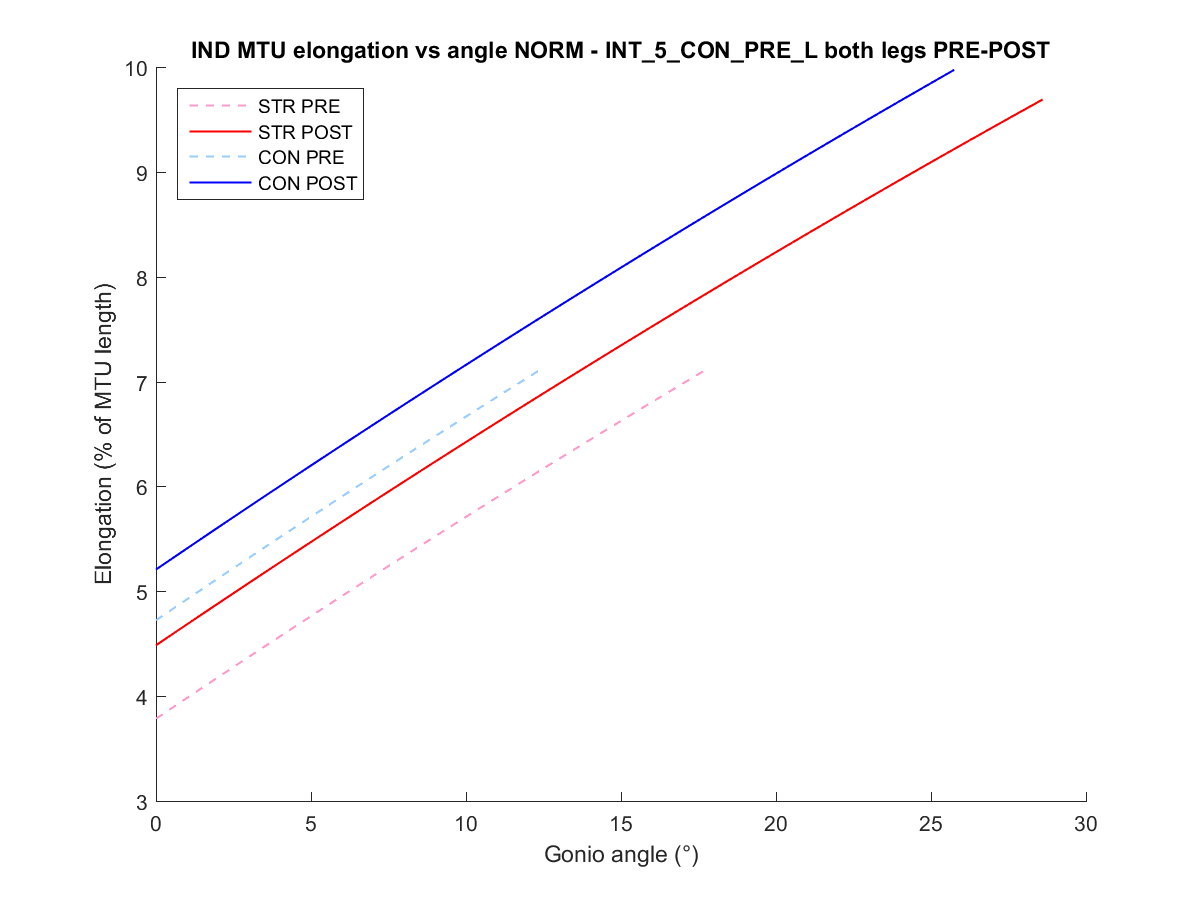 IND MTU elongation vs angle NORM - INT_5_CON_PRE_L both legs PRE-POST
10
9
8
7
6
5
4
3
STR PRE
STR POST
CON PRE
CON POST
Elongation (% of MTU length)
0 5 10 15 20 25 30
Gonio angle (°)